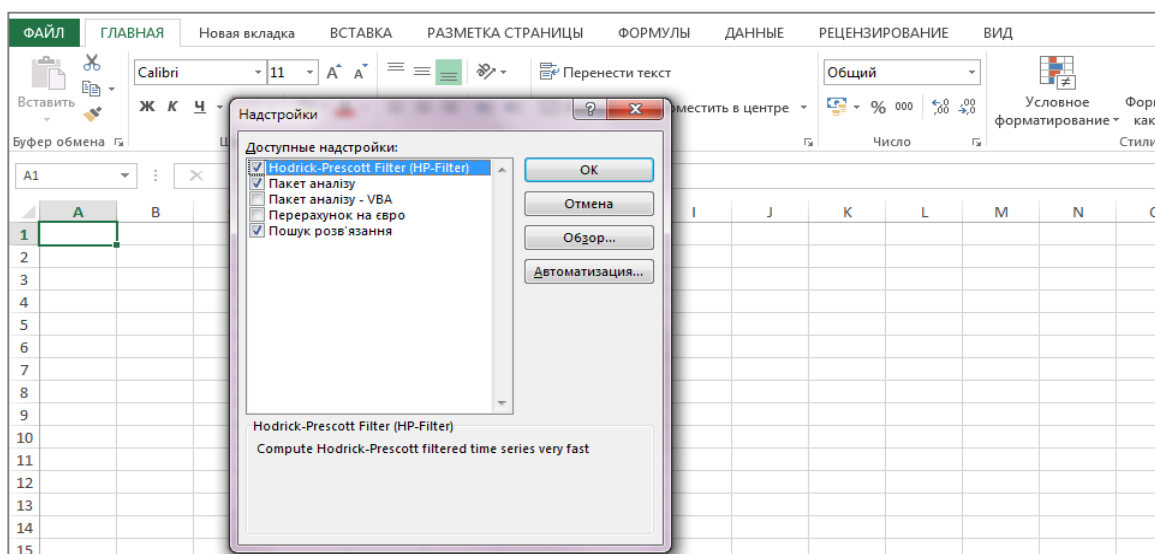 ФАЙЛ ГЛАВНАЯ Новая вкладка ВСТАВКА РАЗМЕТКА СТРАНИЦЫ ФОРМУЛЫ ДАННЫЕ РЕЦЕНЗИРОВАНИЕ ВИД
Calibri 11 Перенести текст Общий
Вставить Ж К Ч оместить в центре % 000 ,00 ,00 Условное
форматирование
Буфер обмена Число Стили
Надстройки
Доступные надстройки:
Hodrick-Prescott Filter (HP-Filter)
Пакет аналізу
Пакет аналізу - VBA
Перерахунок на євро
Пошук розв'язання
OK
Отмена
Обзор...
Автоматизация...
Hodrick-Prescott Filter (HP-Filter)
Compute Hodrick-Prescott filtered time series very fast
A1
A B I J K L M N
1
2
3
4
5
6
7
8
9
10
11
12
13
14
15